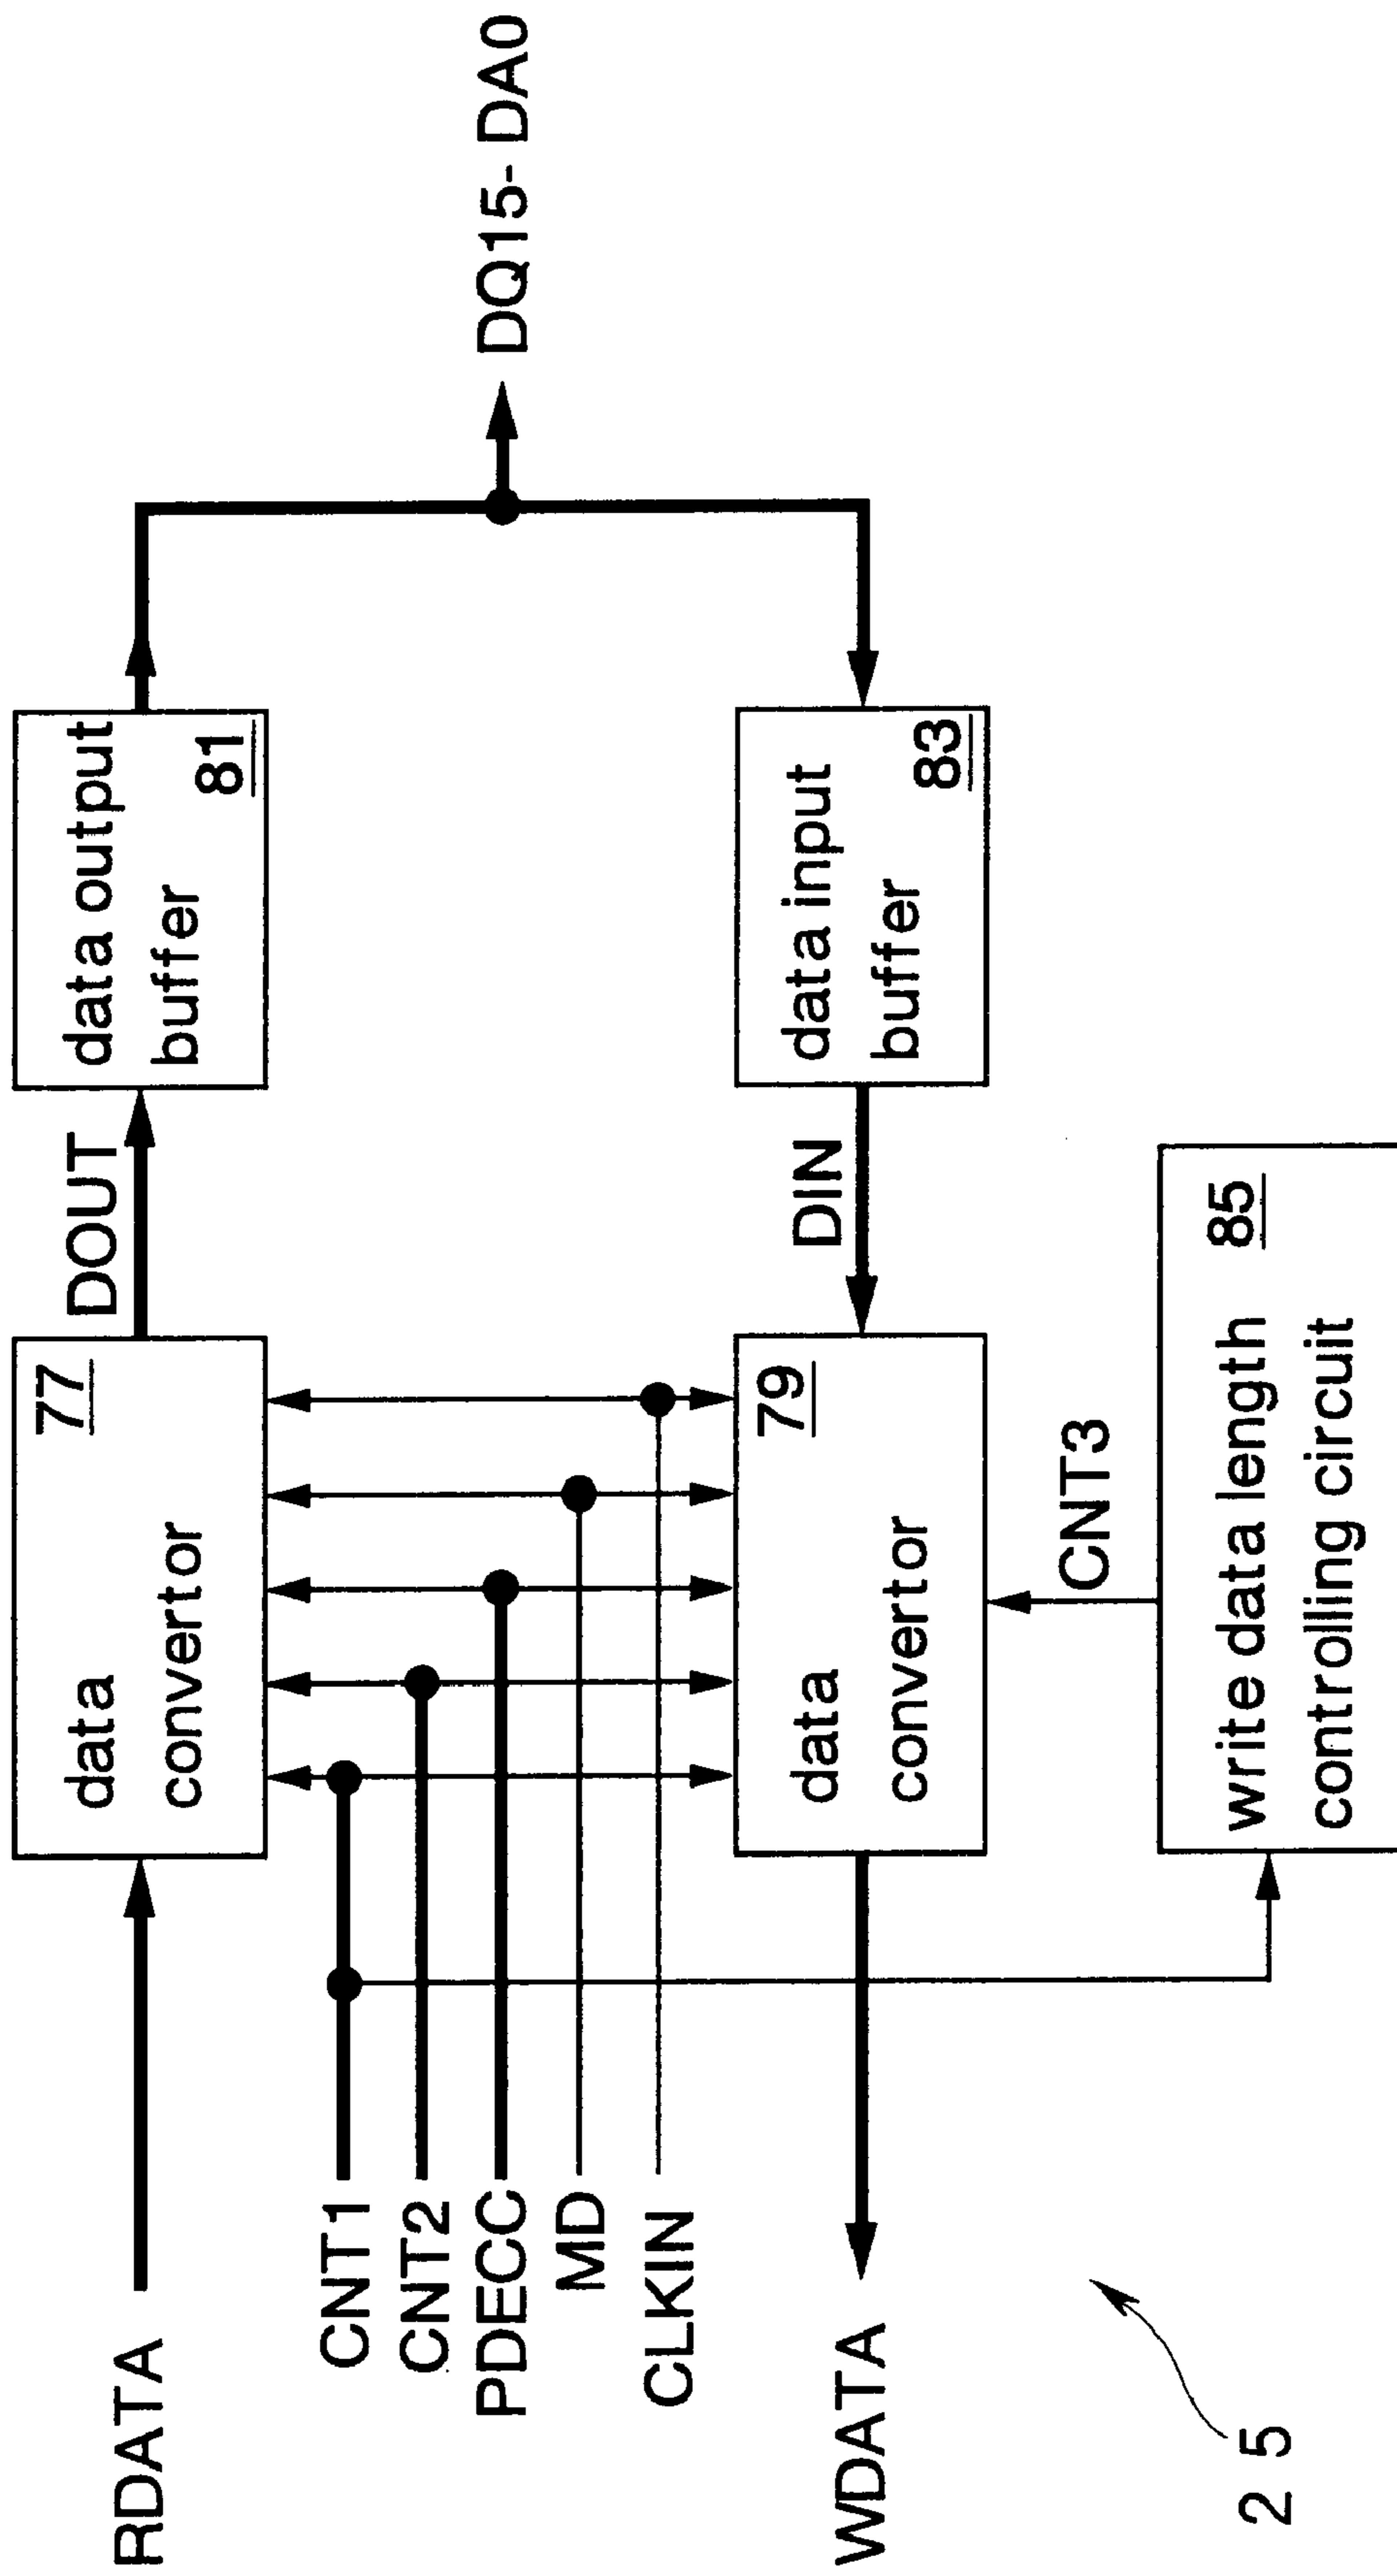 RDATA
data
convertor
77
DOUT
data output
buffer
81
CNT1
CNT2
PDECC
MD
CLKIN
DQ15- DA0
WDATA
data
convertor
79
DIN
data input
buffer
83
CNT3
write data length
controlling circuit
85
2 5